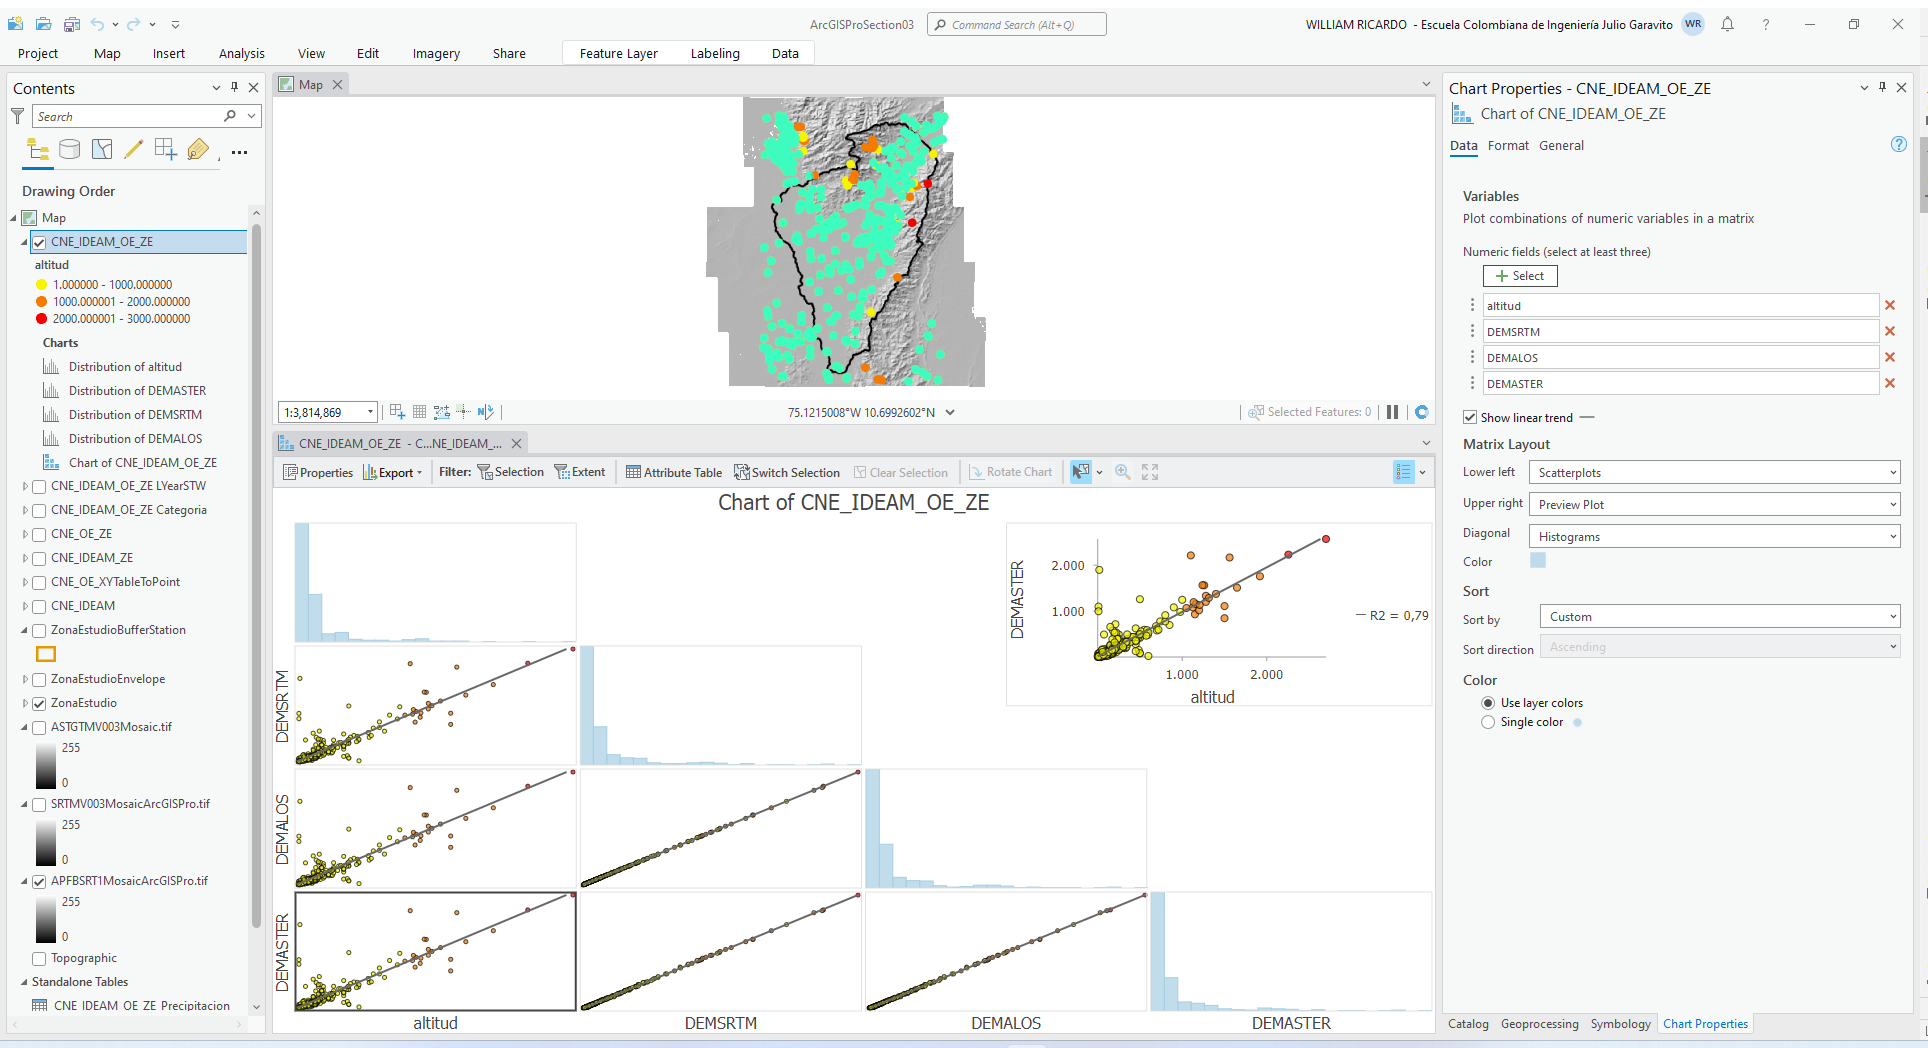 ArcGISProSection03
Command Search (Alt+Q)
WILLIAM RICARDO - Escuela Colombiana de Ingeniería Julio Garavito
WR
?
Project
Map
Insert
Analysis
View
Edit
Imagery
Share
Feature Layer
Labeling
Data
Contents
Search
Drawing Order
Map
CNE_IDEAM_OE_ZE
altitud
1.000000 - 1000.000000
1000.000001 - 2000.000000
2000.000001 - 3000.000000
Charts
Distribution of altitud
Distribution of DEMASTER
Distribution of DEMSRTM
Distribution of DEMALOS
Chart of CNE_IDEAM_OE_ZE
CNE_IDEAM_OE_ZE LYearSTW
CNE_IDEAM_OE_ZE Categoria
CNE_OE_ZE
CNE_IDEAM_ZE
CNE_OE_XYTableToPoint
CNE_IDEAM
ZonaEstudioBufferStation
ZonaEstudioEnvelope
ZonaEstudio
ASTGTMV003Mosaic.tif
255
0
SRTMV003MosaicArcGISPro.tif
255
0
APFBSRT1MosaicArcGISPro.tif
255
0
Topographic
Standalone Tables
CNE_IDEAM_OE_ZE_Precipitacion
Map
1:3,814,869
75.1215008°W 10.6992602°N
Selected Features: 0
CNE_IDEAM_OE_ZE - C...NE_IDEAM_...
Properties
Export
Filter:
Selection
Extent
Attribute Table
Switch Selection
Clear Selection
Rotate Chart
Chart of CNE_IDEAM_OE_ZE
DEMASTER
2.000
1.000
1.000
2.000
altitud
R2 = 0,79
DEMSRTM
DEMALOS
DEMASTER
altitud
DEMSRTM
DEMALOS
DEMASTER
Chart Properties - CNE_IDEAM_OE_ZE
Chart of CNE_IDEAM_OE_ZE
Data
Format
General
?
Variables
Plot combinations of numeric variables in a matrix
Numeric fields (select at least three)
Select
altitud
DEMSRTM
DEMALOS
DEMASTER
Show linear trend
Matrix Layout
Lower left
Scatterplots
Upper right
Preview Plot
Diagonal
Histograms
Color
Sort
Sort by
Custom
Sort direction
Ascending
Color
Use layer colors
Single color
Catalog
Geoprocessing
Symbology
Chart Properties